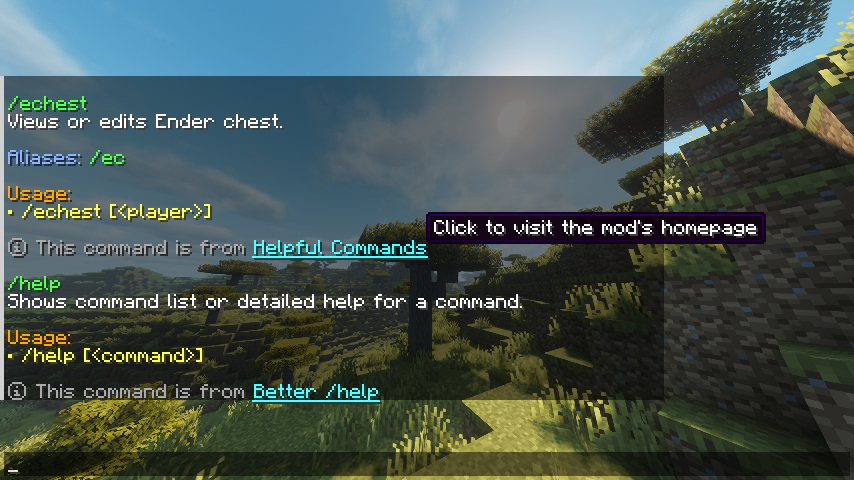 /echest
Views or edits Ender chest.
Aliases: /ec
Usage:
• /echest [<player>]
Click to visit the mod's homepage
ⓘ This command is from Helpful Commands
/help
Shows command list or detailed help for a command.
Usage:
• /help [<command>]
ⓘ This command is from Better /help
_